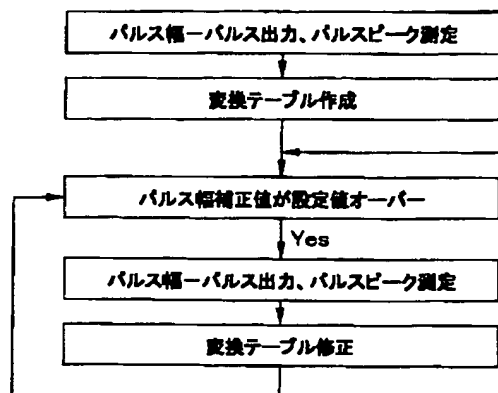 パルス幅ーパルス出力、パルスピーク測定
変換テーブル作成
パルス幅補正値が設定値オーバー
Yes
パルス幅ーパルス出力、パルスピーク測定
変換テーブル修正